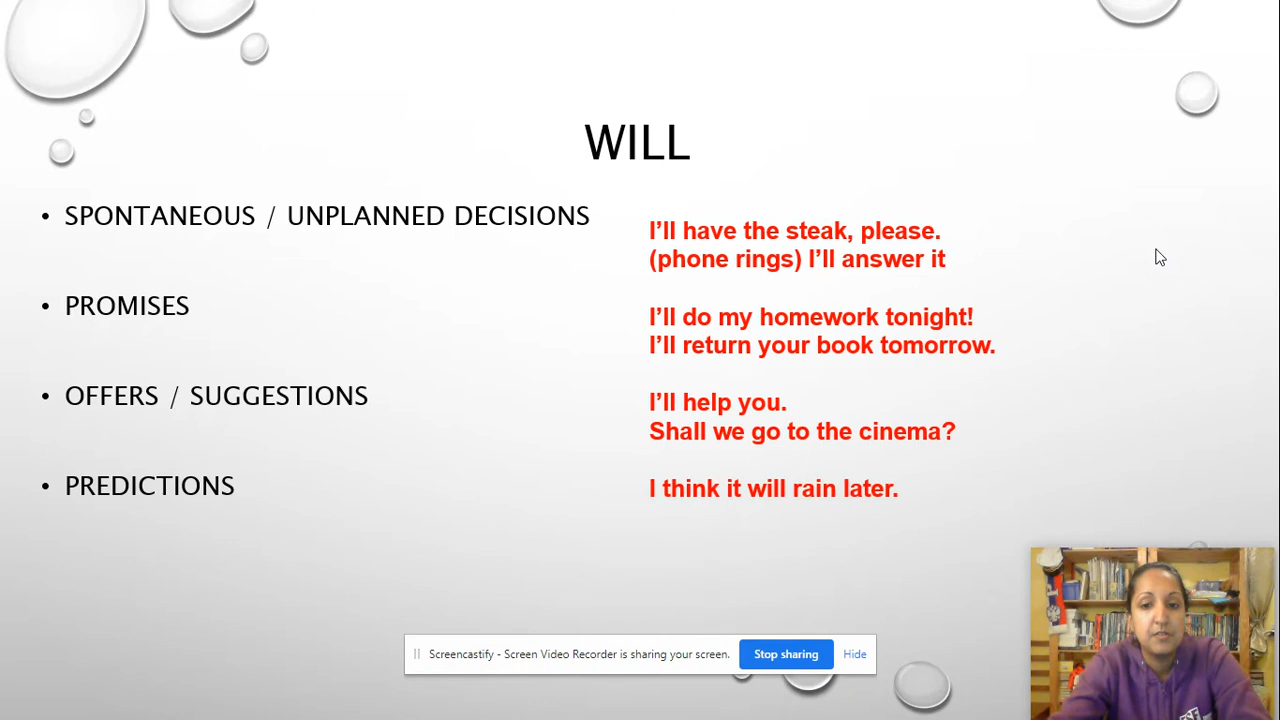 WILL
• SPONTANEOUS / UNPLANNED DECISIONS
I'll have the steak, please.
(phone rings) I'll answer it
• PROMISES
I'll do my homework tonight!
I'll return your book tomorrow.
• OFFERS / SUGGESTIONS
I'll help you.
Shall we go to the cinema?
• PREDICTIONS
I think it will rain later.
Screencastify - Screen Video Recorder is sharing your screen. Stop sharing Hide